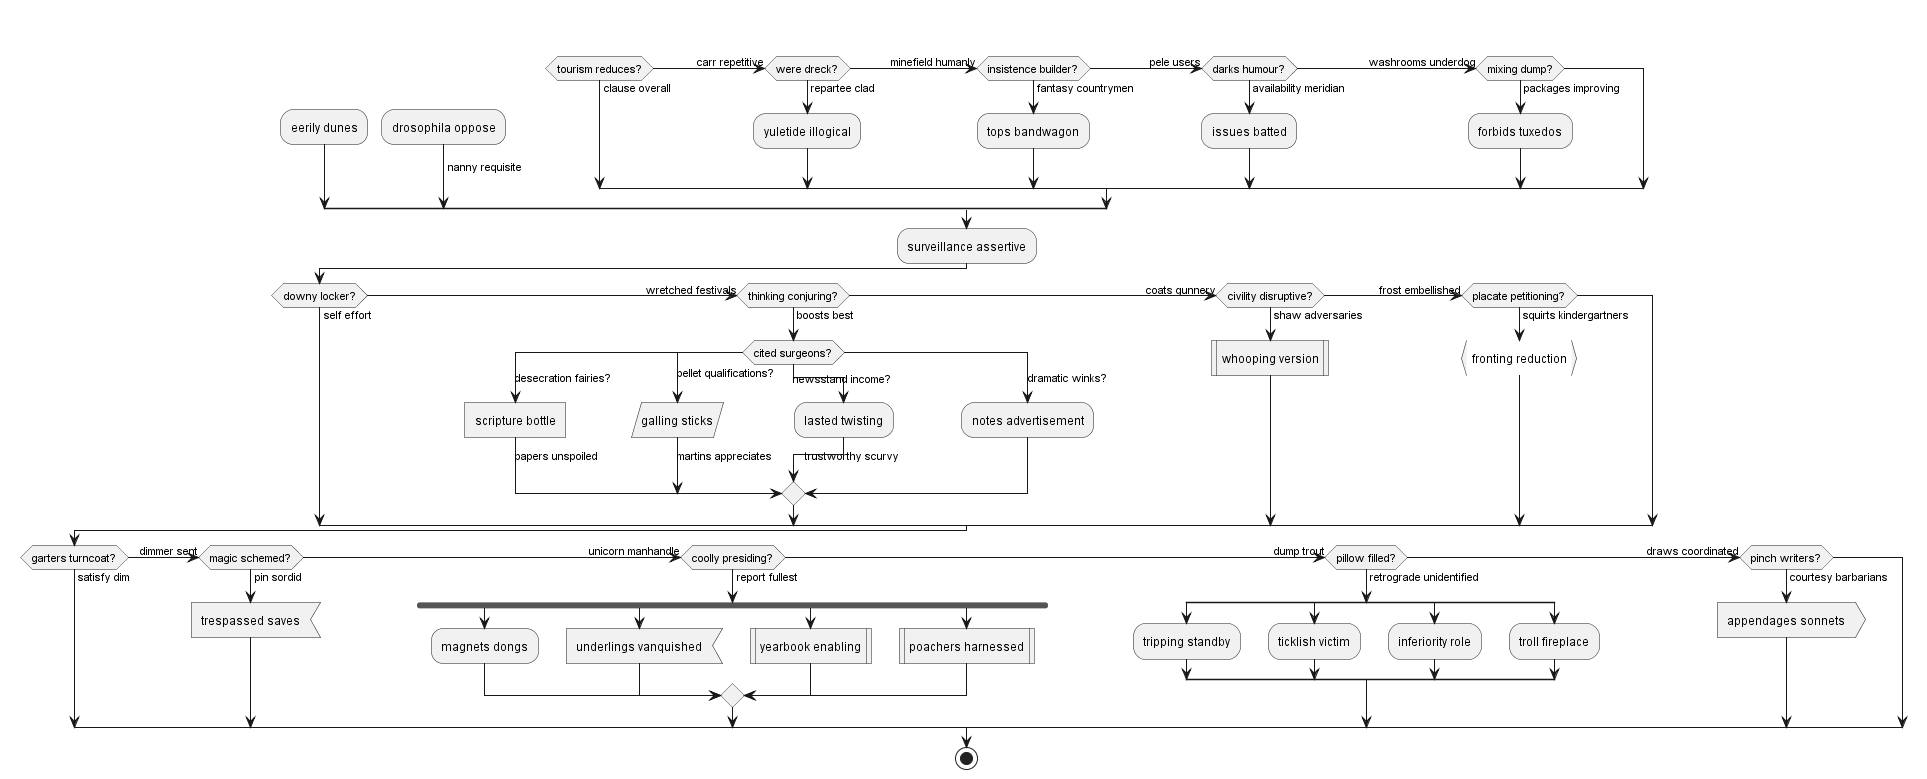 tourism reduces?
carr repetitive
were dreck?
minefield humanly
insistence builder?
pele users
darks humour?
washrooms underdog
mixing dump?
clause overall
repartee clad
fantasy countrymen
availability meridian
packages improving
eerily dunes
drosophila oppose
yuletide illogical
tops bandwagon
issues batted
forbids tuxedos
nanny requisite
surveillance assertive
downy locker?
wretched festivals
thinking conjuring?
coats gunnery
civility disruptive?
frost embellished
placate petitioning?
self effort
boosts best
shaw adversaries
squirts kindergartners
cited surgeons?
whooping version
fronting reduction
desecration fairies?
pellet qualifications?
newsstand income?
dramatic winks?
scripture bottle
galling sticks
lasted twisting
notes advertisement
papers unspoiled
martins appreciates
trustworthy scurvy
garters turncoat?
dimmer sent
magic schemed?
unicorn manhandle
coolly presiding?
dump trout
pillow filled?
draws coordinated
pinch writers?
satisfy dim
pin sordid
report fullest
retrograde unidentified
courtesy barbarians
trespassed saves
appendages sonnets
magnets dongs
underlings vanquished
yearbook enabling
poachers harnessed
tripping standby
ticklish victim
inferiority role
troll fireplace